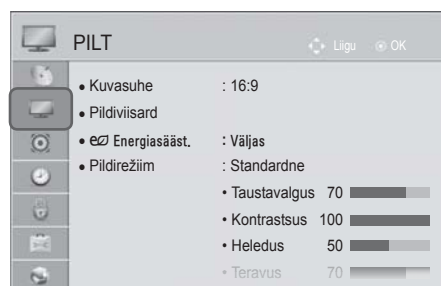 PILT
Liigu OK
• Kuvasuhe : 16:9
• Pildiviisard
• Energiasääst. : Väljas
• Pildirežiim : Standardne
• Taustavalgus 70
• Kontrastsus 100
• Heledus 50
• Teravus 70